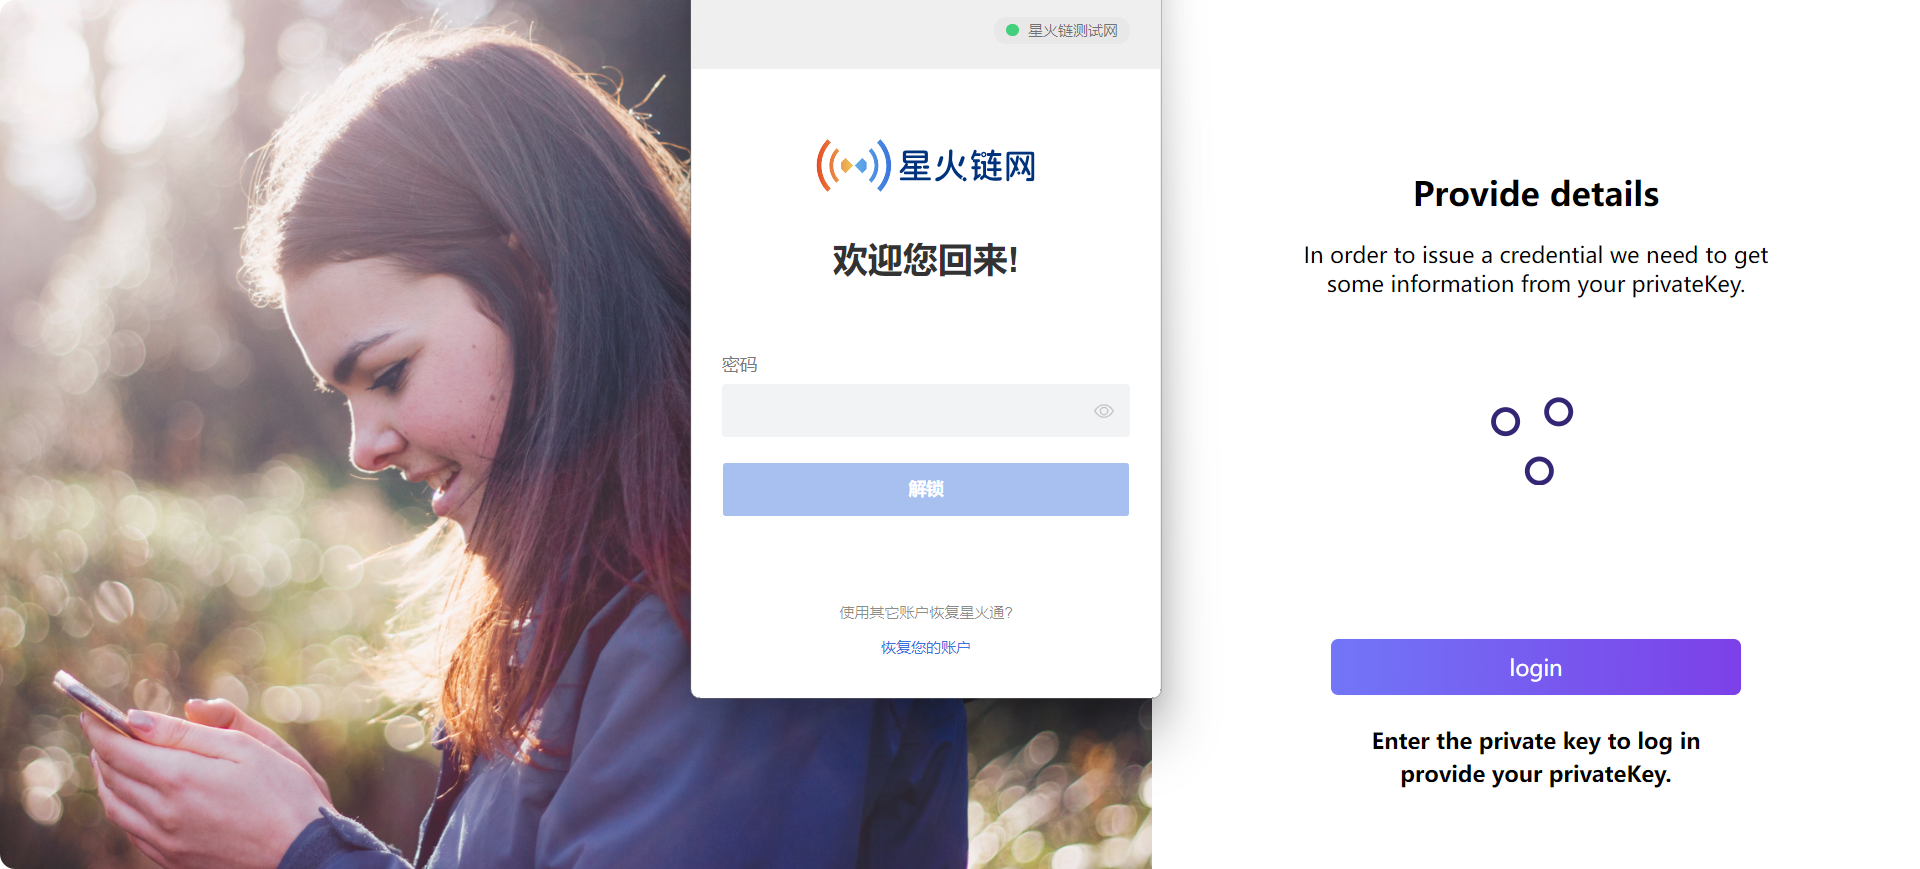 星火链测试网
星火链网
欢迎您回来!
密码
解锁
使用其它账户恢复星火通?
恢复您的账户
Provide details
In order to issue a credential we need to get
some information from your privateKey.
login
Enter the private key to log in
provide your privateKey.